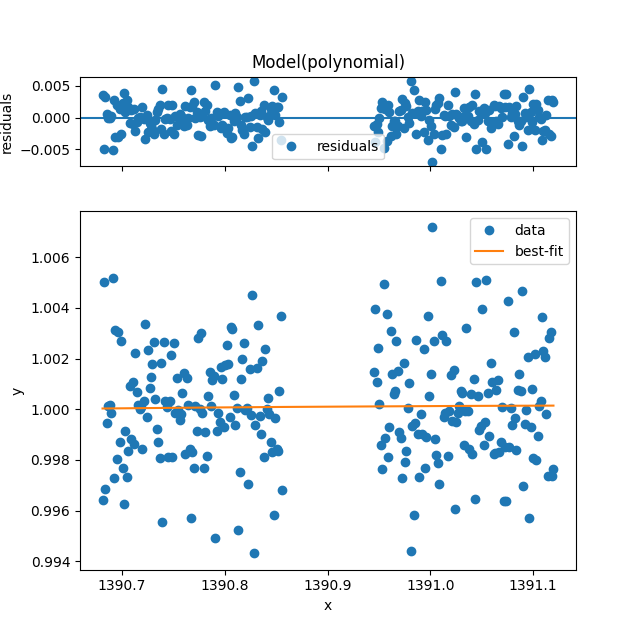 Model(polynomial)
0.005
0.000
−0.005
residuals
residuals
1.006
1.004
1.002
1.000
0.998
0.996
0.994
y
data
best-fit
1390.7 1390.8 1390.9 1391.0 1391.1
x